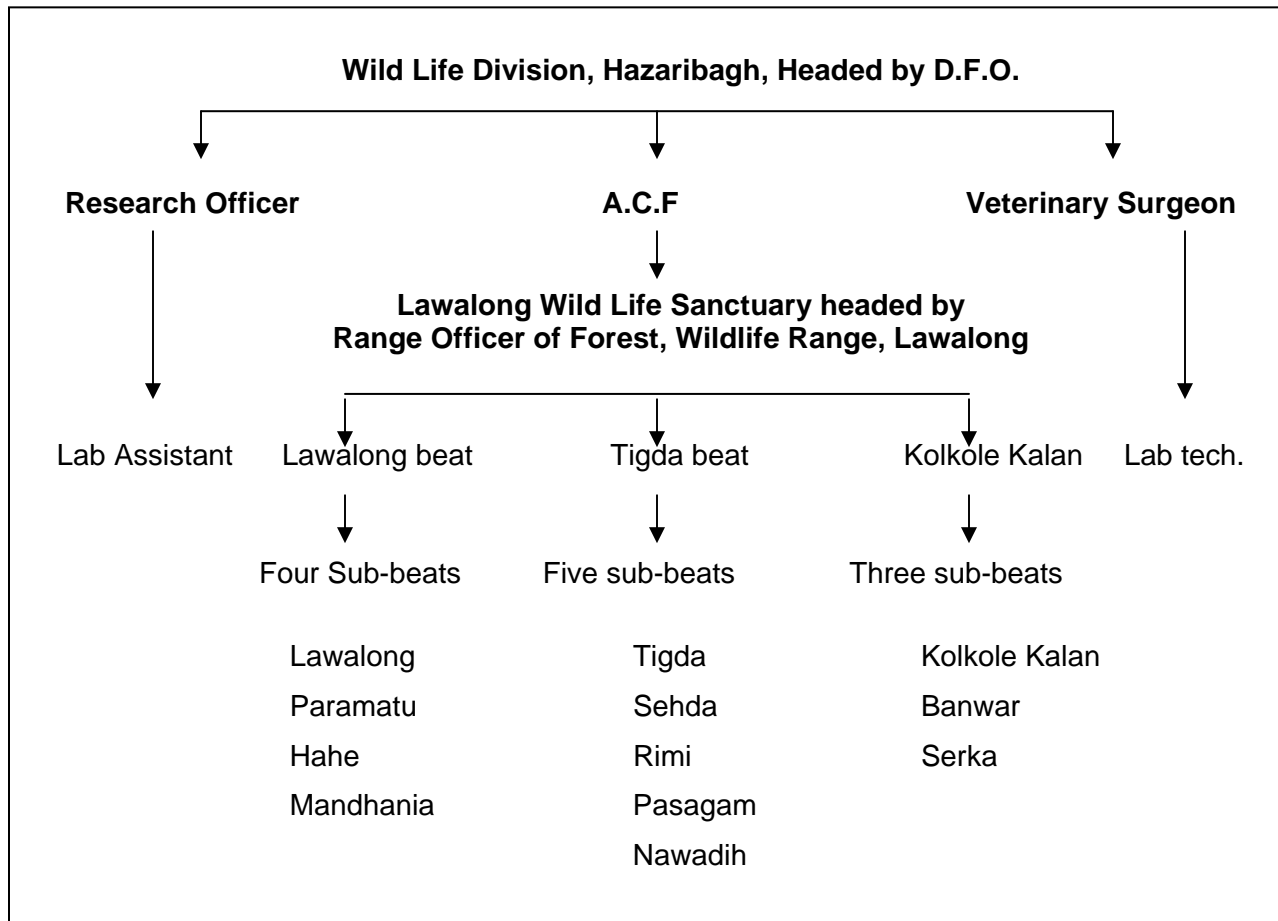 Wild Life Division, Hazaribagh, Headed by D.F.O.
Research Officer
A.C.F
Veterinary Surgeon
Lawalong Wild Life Sanctuary headed by
Range Officer of Forest, Wildlife Range, Lawalong
Lab Assistant
Lawalong beat
Tigda beat
Kolkole Kalan
Lab tech.
Four Sub-beats
Five sub-beats
Three sub-beats
Lawalong
Paramatu
Hahe
Mandhania
Tigda
Sehda
Rimi
Pasagam
Nawadih
Kolkole Kalan
Banwar
Serka